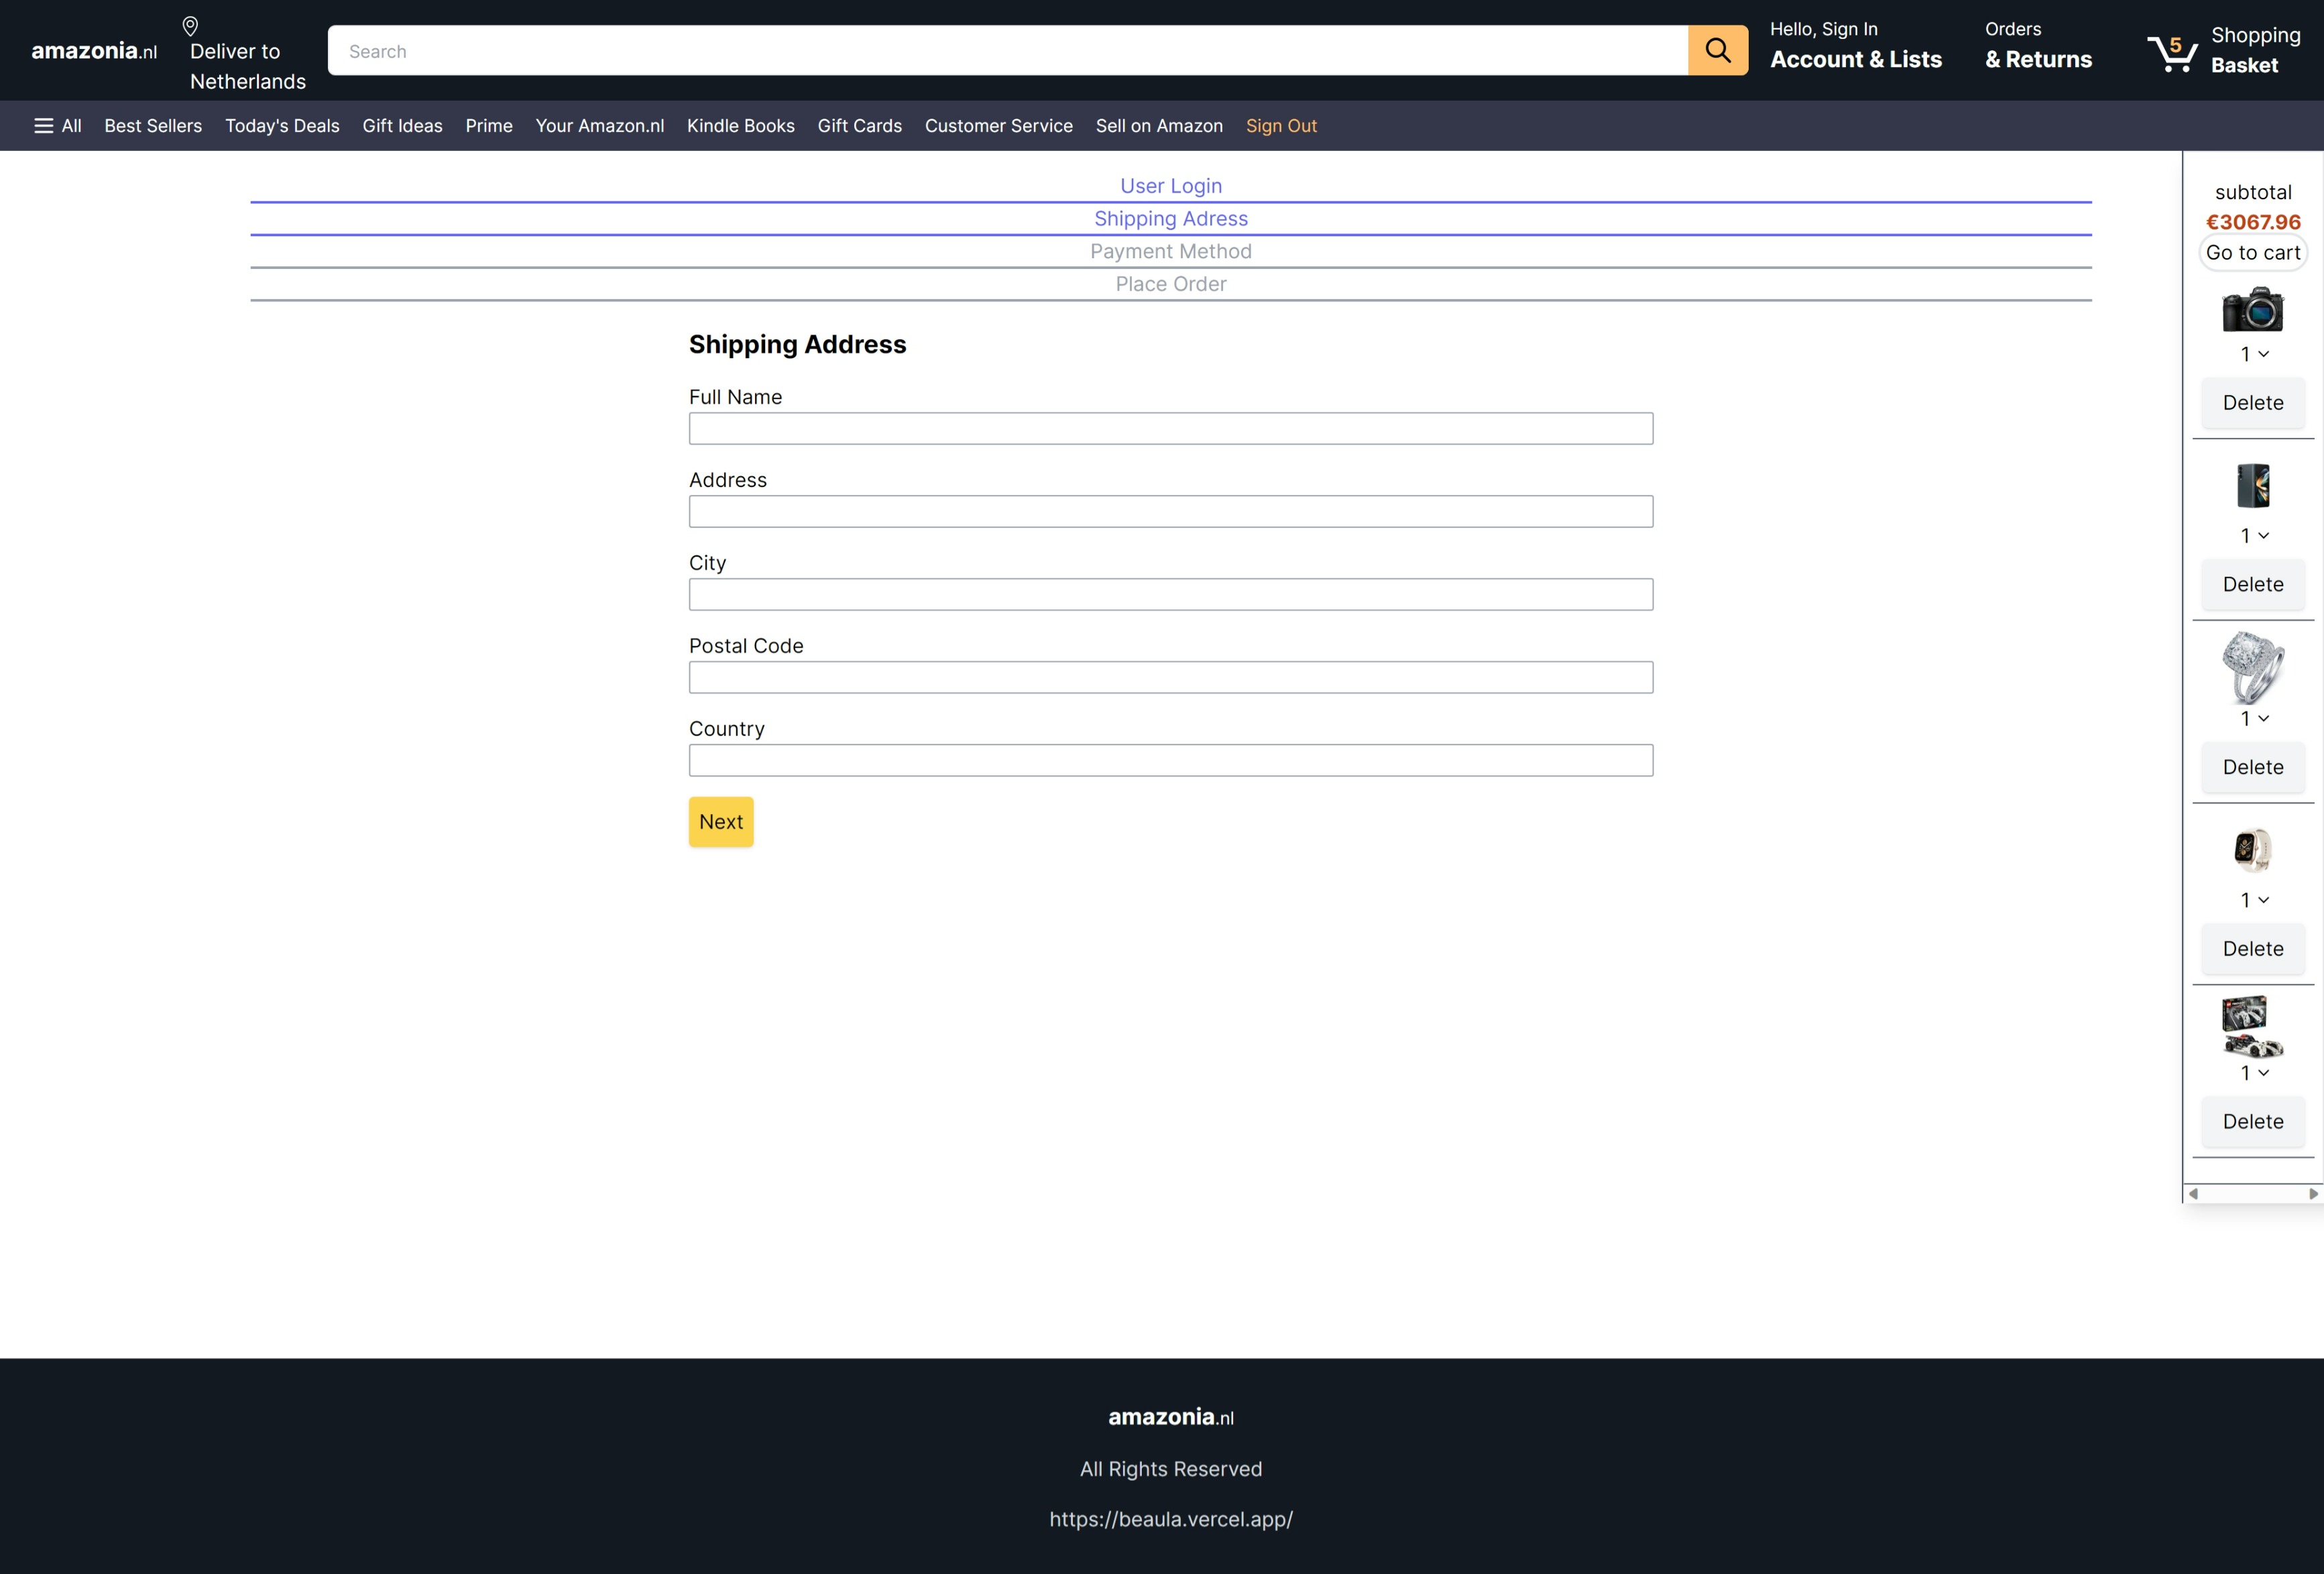 amazonia.nl
Deliver to
Netherlands
Search
Hello, Sign In
Account & Lists
Orders
& Returns
5
Shopping
Basket
All Best Sellers Today's Deals Gift Ideas Prime Your Amazon.nl Kindle Books Gift Cards Customer Service Sell on Amazon Sign Out
User Login
Shipping Adress
Payment Method
Place Order
Shipping Address
Full Name
Address
City
Postal Code
Country
Next
subtotal
€3067.96
Go to cart
1
Delete
1
Delete
1
Delete
1
Delete
1
Delete
amazonia.nl
All Rights Reserved
https://beaula.vercel.app/